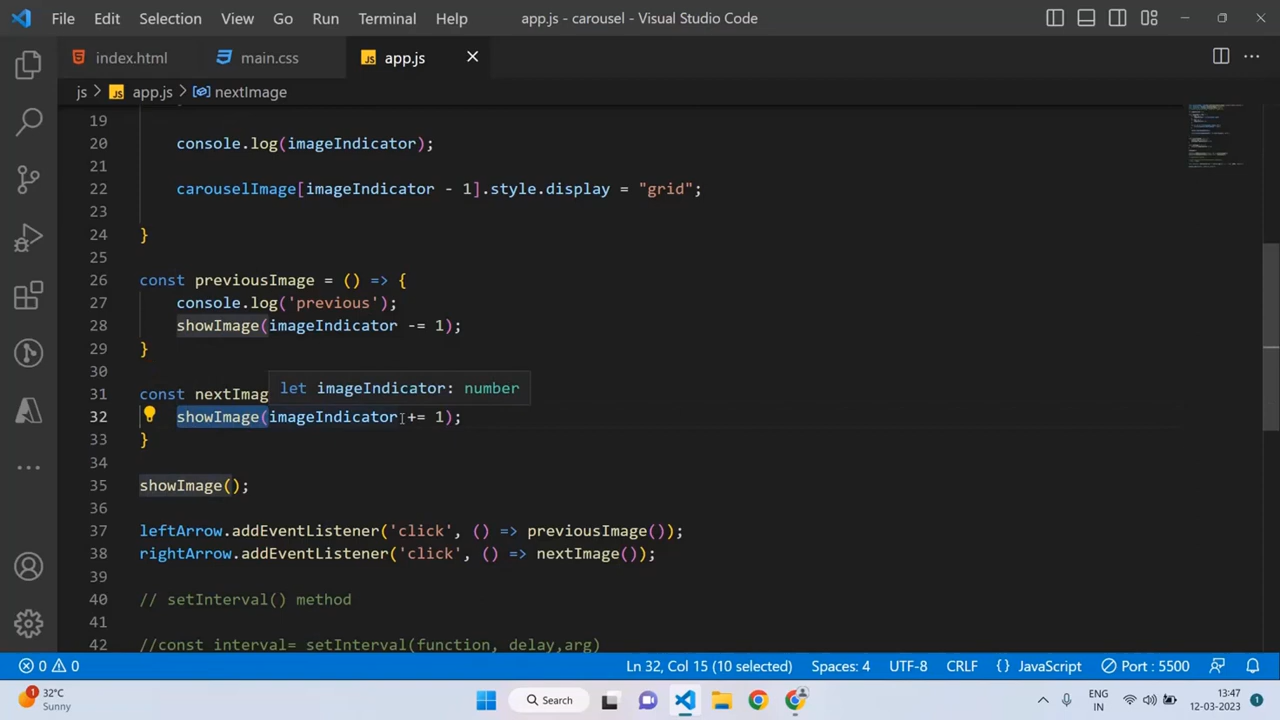 File Edit Selection View Go Run Terminal Help app.js - carousel - Visual Studio Code
index.html main.css JS app.js
js > JS app.js > nextImage
19
20 console.log(imageIndicator);
21
22 carouselImage[imageIndicator - 1].style.display = "grid";
23
24 }
25
26 const previousImage = () => {
27 console.log('previous');
28 showImage(imageIndicator -= 1);
29 }
30
let imageIndicator: number
31 const nextImag
32 showImage(imageIndicator += 1);
33 }
34
35 showImage();
36
37 leftArrow.addEventListener('click', () => previousImage());
38 rightArrow.addEventListener('click', () => nextImage());
39
40 // setInterval() method
41
42 //const interval= setInterval(function, delay,arg)
0 0 Ln 32, Col 15 (10 selected) Spaces: 4 UTF-8 CRLF {} JavaScript Port : 5500
1 32°C Search ENG 13:47
Sunny IN 12-03-2023 1